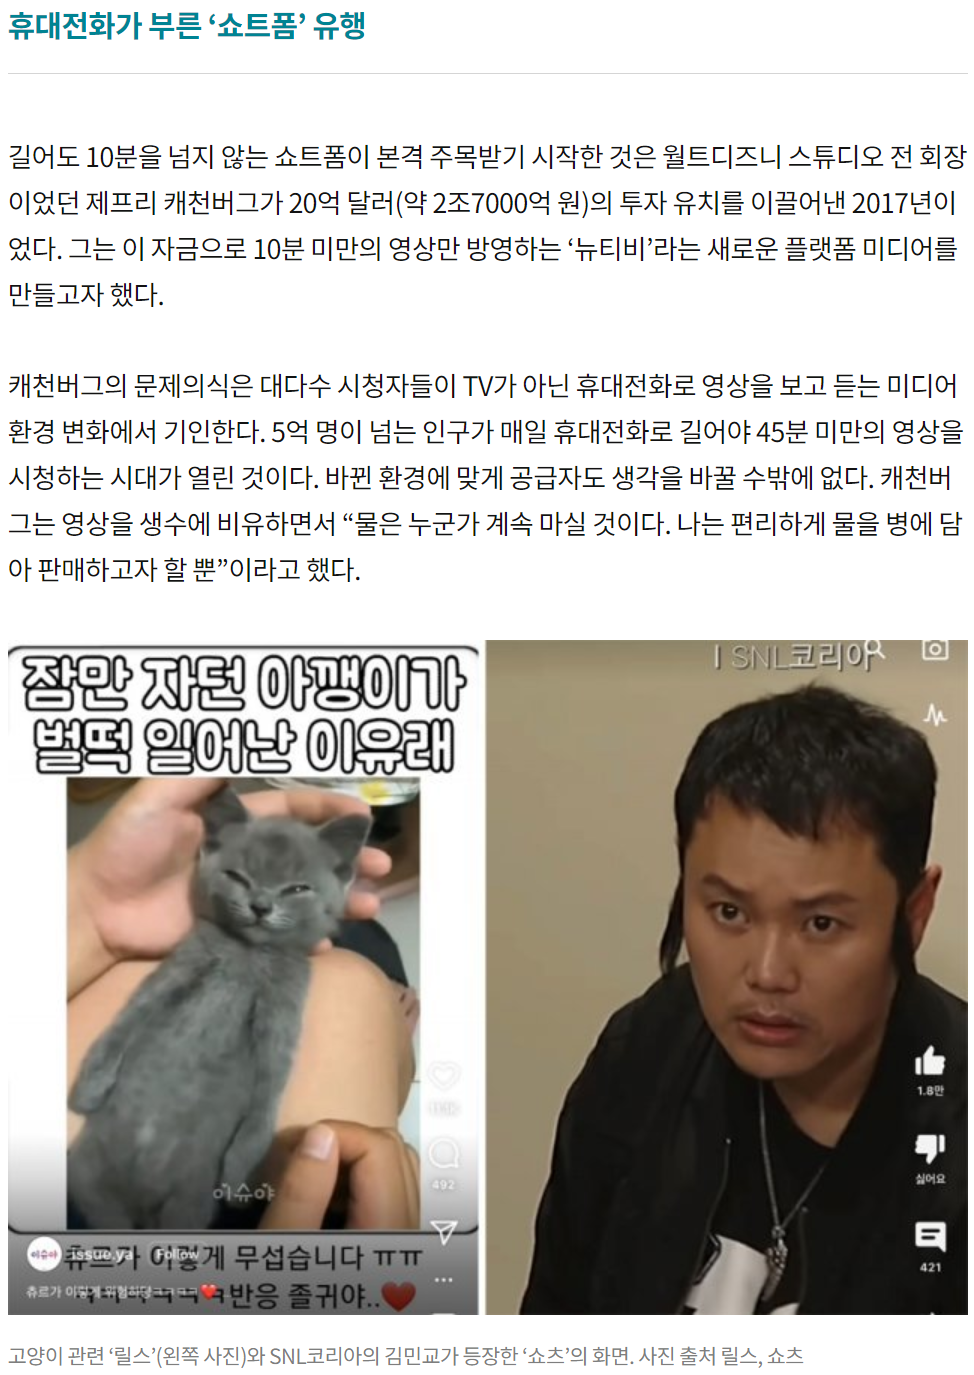 휴대전화가 부른 ‘쇼트폼’ 유행
길어도 10분을 넘지 않는 쇼트폼이 본격 주목받기 시작한 것은 월트디즈니 스튜디오 전 회장
이었던 제프리 캐천버그가 20억 달러(약 2조7000억 원)의 투자 유치를 이끌어낸 2017년이
었다. 그는 이 자금으로 10분 미만의 영상만 방영하는 ‘뉴티비’라는 새로운 플랫폼 미디어를
만들고자 했다.
캐천버그의 문제의식은 대다수 시청자들이 TV가 아닌 휴대전화로 영상을 보고 듣는 미디어
환경 변화에서 기인한다. 5억 명이 넘는 인구가 매일 휴대전화로 길어야 45분 미만의 영상을
시청하는 시대가 열린 것이다. 바뀐 환경에 맞게 공급자도 생각을 바꿀 수밖에 없다. 캐천버
그는 영상을 생수에 비유하면서 “물은 누군가 계속 마실 것이다. 나는 편리하게 물을 병에 담
아 판매하고자 할 뿐”이라고 했다.
잠만 자던 아깽이가
벌떡 일어난 이유래
이슈야
492
이슈야 issue.ya Follow
츄르가 이렇게 무섭습니다 ㅠㅠ
츄르가 이렇게
반응 졸귀야..
SNL코리아
1.8만
싫어요
421
고양이 관련 ‘릴스’(왼쪽 사진)와 SNL코리아의 김민교가 등장한 ‘쇼츠’의 화면. 사진 출처 릴스, 쇼츠